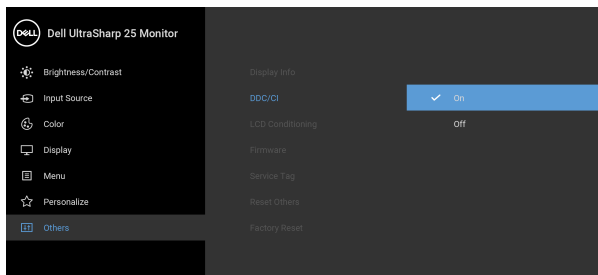 DELL Dell UltraSharp 25 Monitor
Brightness/Contrast
Input Source
Color
Display
Menu
Personalize
Others
Display Info
DDC/CI
LCD Conditioning
Firmware
Service Tag
Reset Others
Factory Reset
On
Off